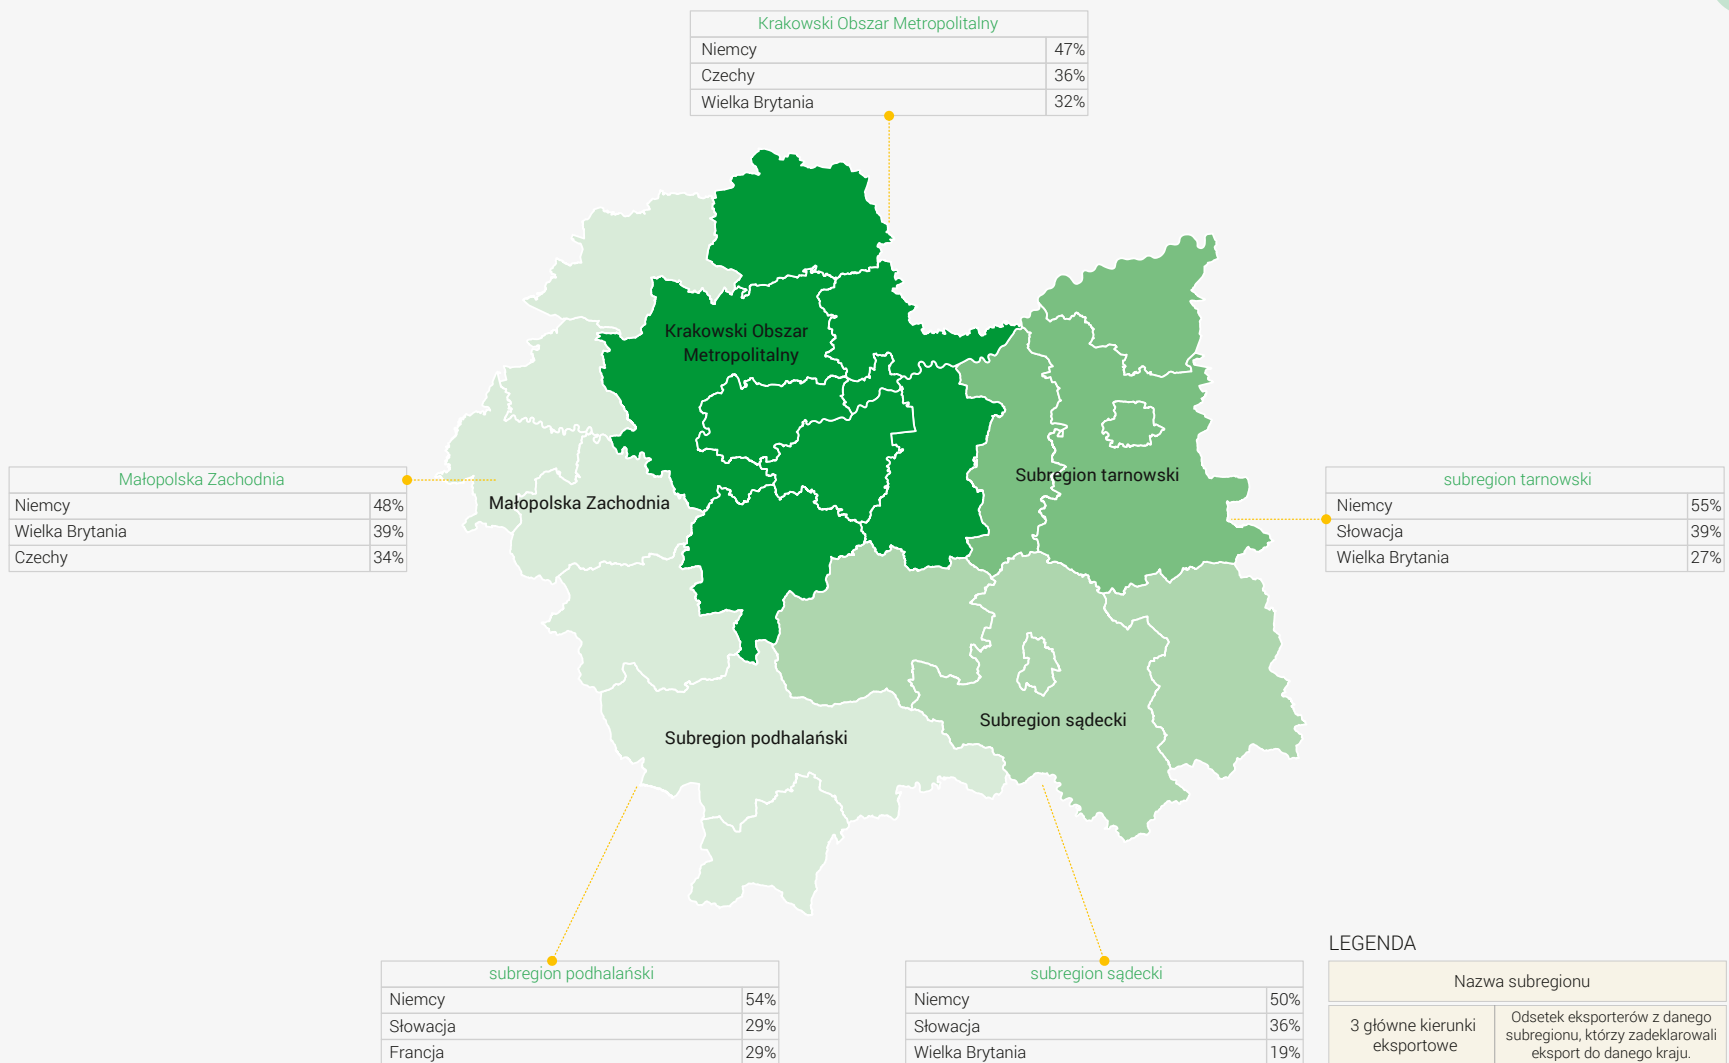 Krakowski Obszar Metropolitalny
Niemcy 47%
Czechy 36%
Wielka Brytania 32%
Krakowski Obszar
Metropolitalny
Subregion tarnowski
Małopolska Zachodnia
Niemcy 48%
Wielka Brytania 39%
Czechy 34%
Małopolska Zachodnia
subregion tarnowski
Niemcy 55%
Słowacja 39%
Wielka Brytania 27%
Subregion sądecki
Subregion podhalański
subregion podhalański
Niemcy 54%
Słowacja 29%
Francja 29%
subregion sądecki
Niemcy 50%
Słowacja 36%
Wielka Brytania 19%
LEGENDA
Nazwa subregionu
3 główne kierunki
eksportowe
Odsetek eksporterów z danego
subregionu, którzy zadeklarowali
eksport do danego kraju.